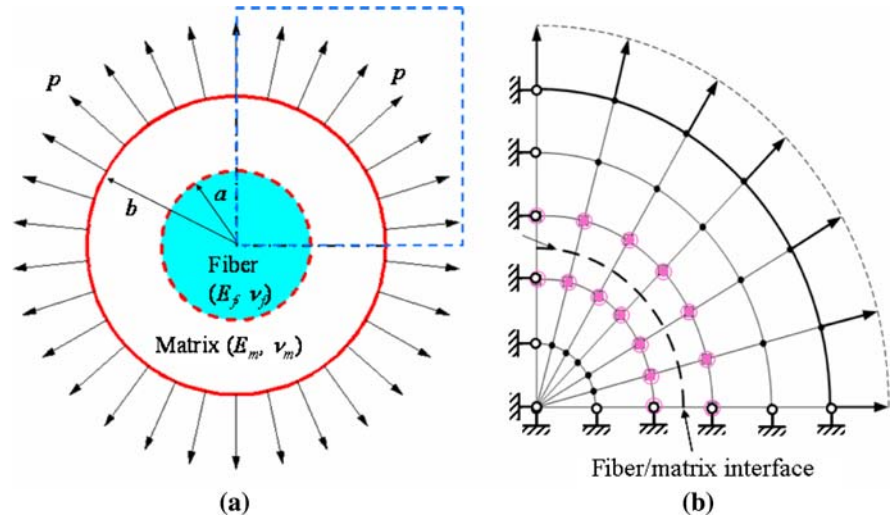 p
p
a
b
Fiber
(E_f, ν_f)
Matrix (E_m, ν_m)
Fiber/matrix interface
(a)
(b)